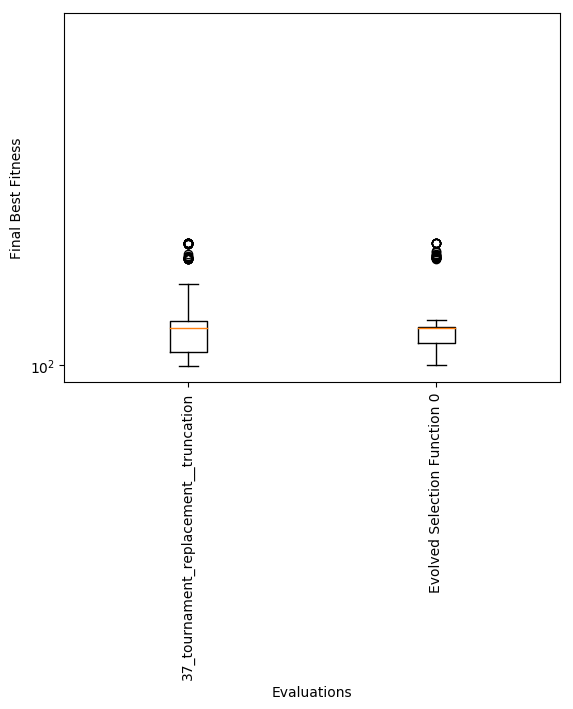 Final Best Fitness
10²
37_tournament_replacement__truncation
Evolved Selection Function 0
Evaluations